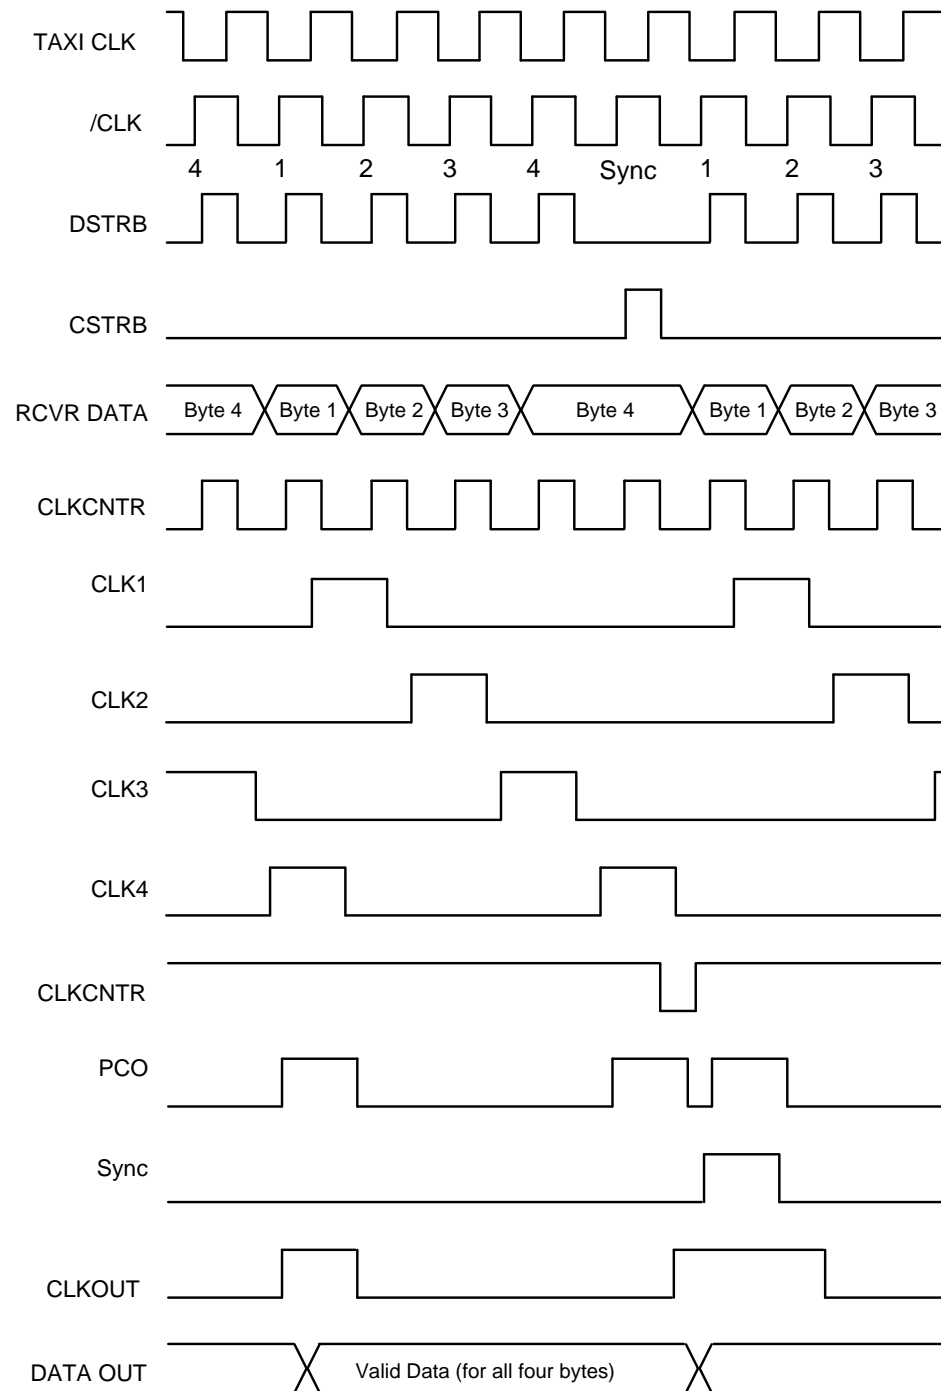 TAXI CLK
/CLK
4 1 2 3 4 Sync 1 2 3
DSTRB
CSTRB
RCVR DATA Byte 4 Byte 1 Byte 2 Byte 3 Byte 4 Byte 1 Byte 2 Byte 3
CLKCNTR
CLK1
CLK2
CLK3
CLK4
CLKCNTR
PCO
Sync
CLKOUT
DATA OUT Valid Data (for all four bytes)